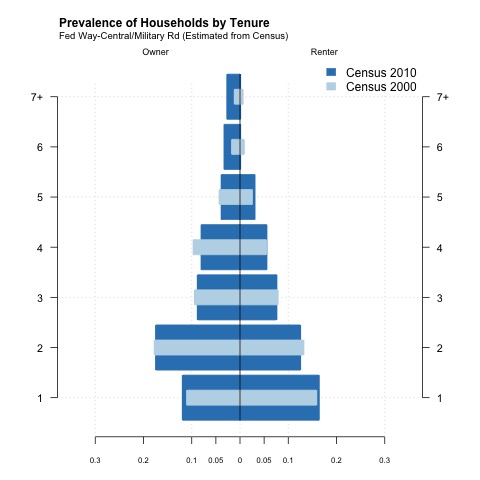 Prevalence of Households by Tenure
Fed Way-Central/Military Rd (Estimated from Census)
Owner Renter
Census 2010
Census 2000
7+ 7+
6 6
5 5
4 4
3 3
2 2
1 1
0.3 0.2 0.1 0.05 0 0.05 0.1 0.2 0.3